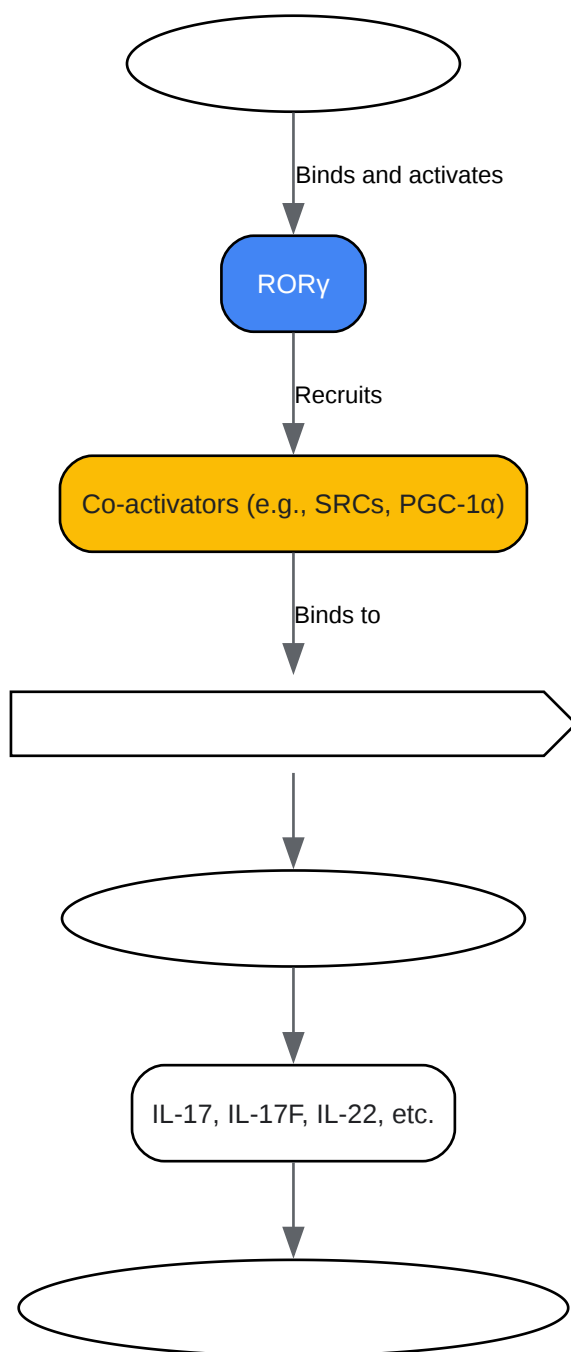 Binds and activates
RORγ
Recruits
Co-activators (e.g., SRCs, PGC-1α)
Binds to
IL-17, IL-17F, IL-22, etc.